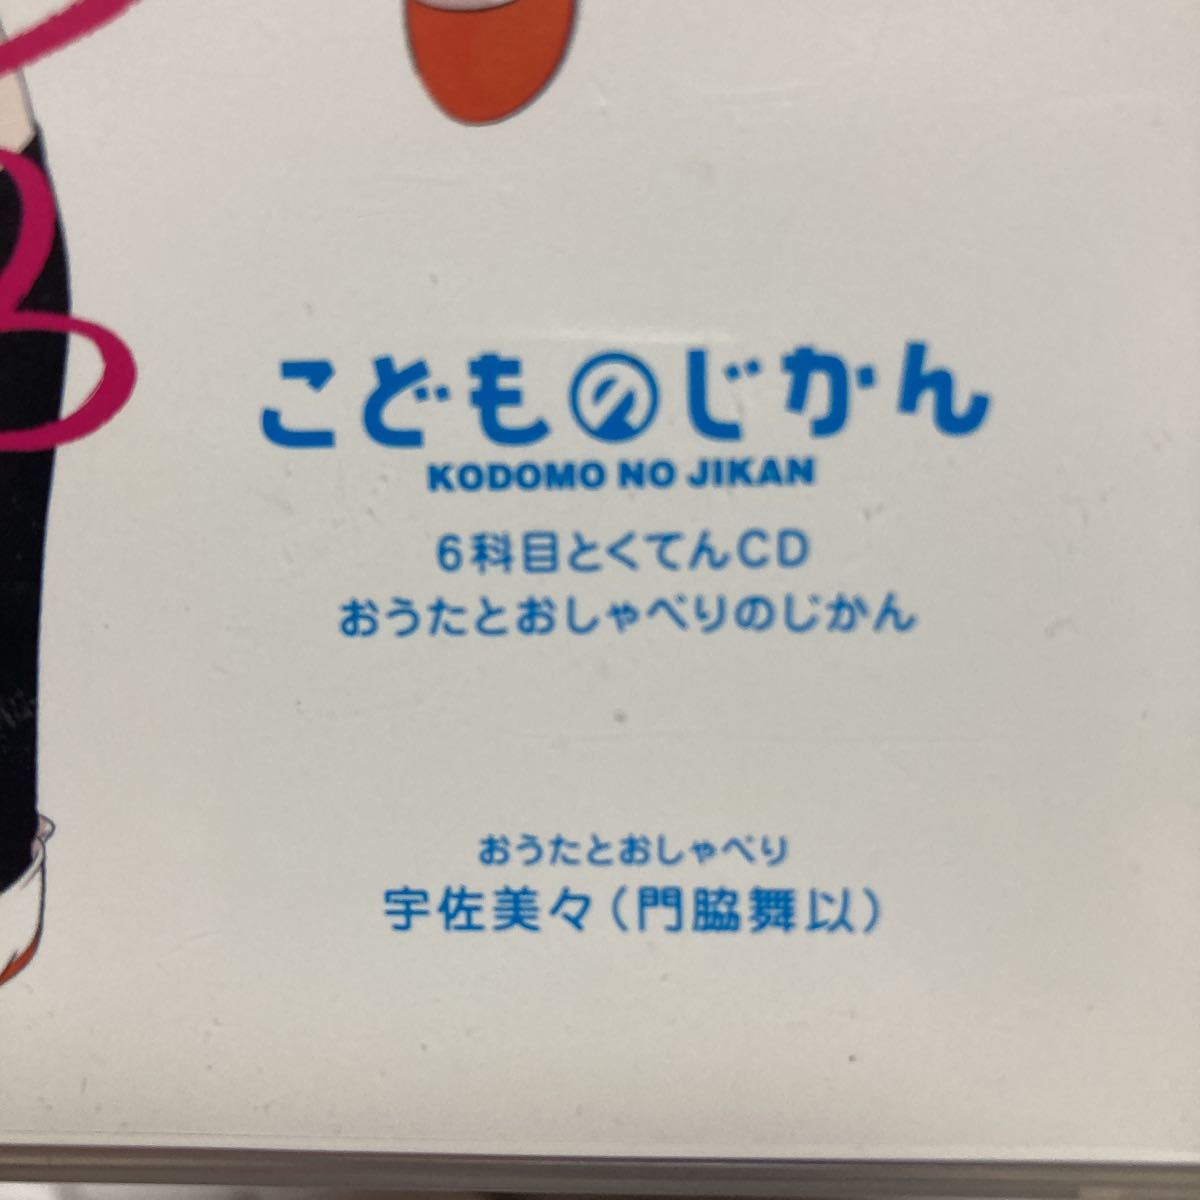 こどものじかん
KODOMO NO JIKAN
6科目とくてんCD
おうたとおしゃべりのじかん
おうたとおしゃべり
宇佐美々（門脇舞以）